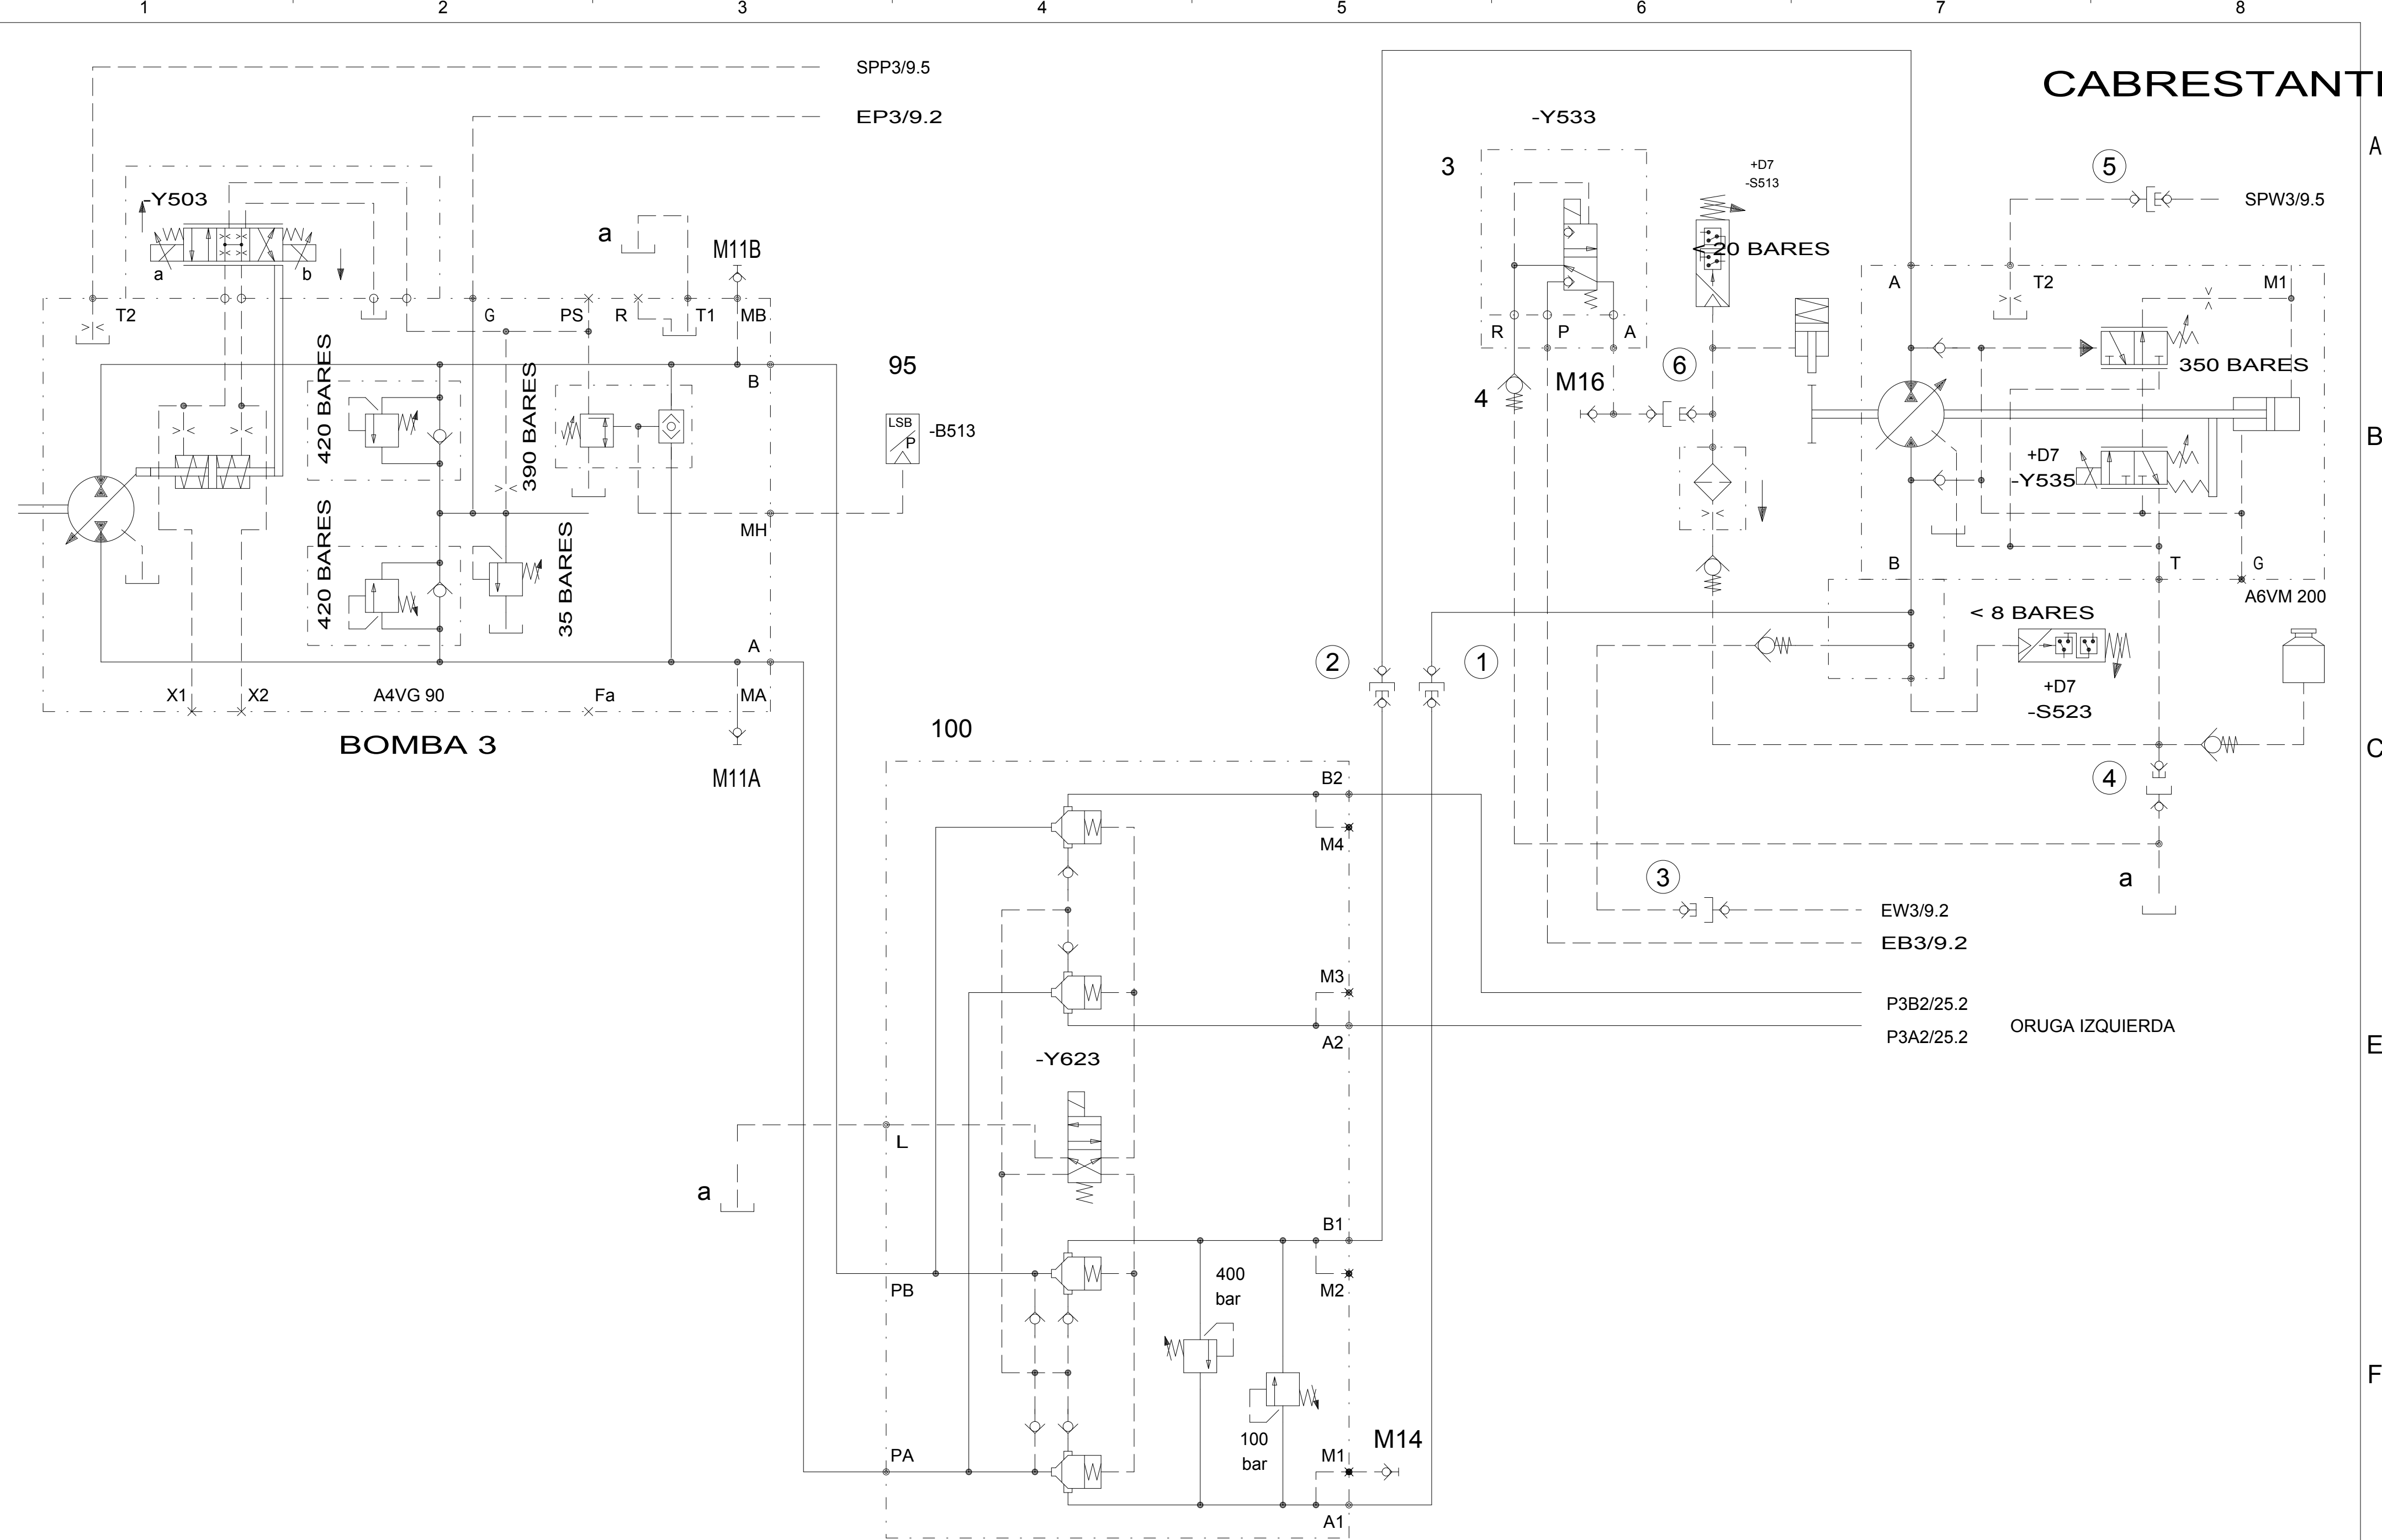 1 2 3 4 5 6 7 8
SPP3/9.5
CABRESTANT
EP3/9.2
-Y533
A
3
+D7
-S513
5
-Y503
SPW3/9.5
a
M11B
< 20 BARES
a b
A T2 M1
T2 G PS R T1 MB
R P A
420 BARES
390 BARES
350 BARES
95
6
B
M16
4
LSB
P
-B513
B
+D7
-Y535
420 BARES
35 BARES
MH
B T G
A6VM 200
< 8 BARES
A
2
1
X1 X2 A4VG 90 Fa MA
+D7
-S523
100
BOMBA 3
C
M11A
B2
4
M4
3
a
EW3/9.2
EB3/9.2
M3
P3B2/25.2
ORUGA IZQUIERDA
P3A2/25.2
A2
E
-Y623
L
a
B1
PB
400
bar
M2
F
100
bar
M14
PA
M1
A1